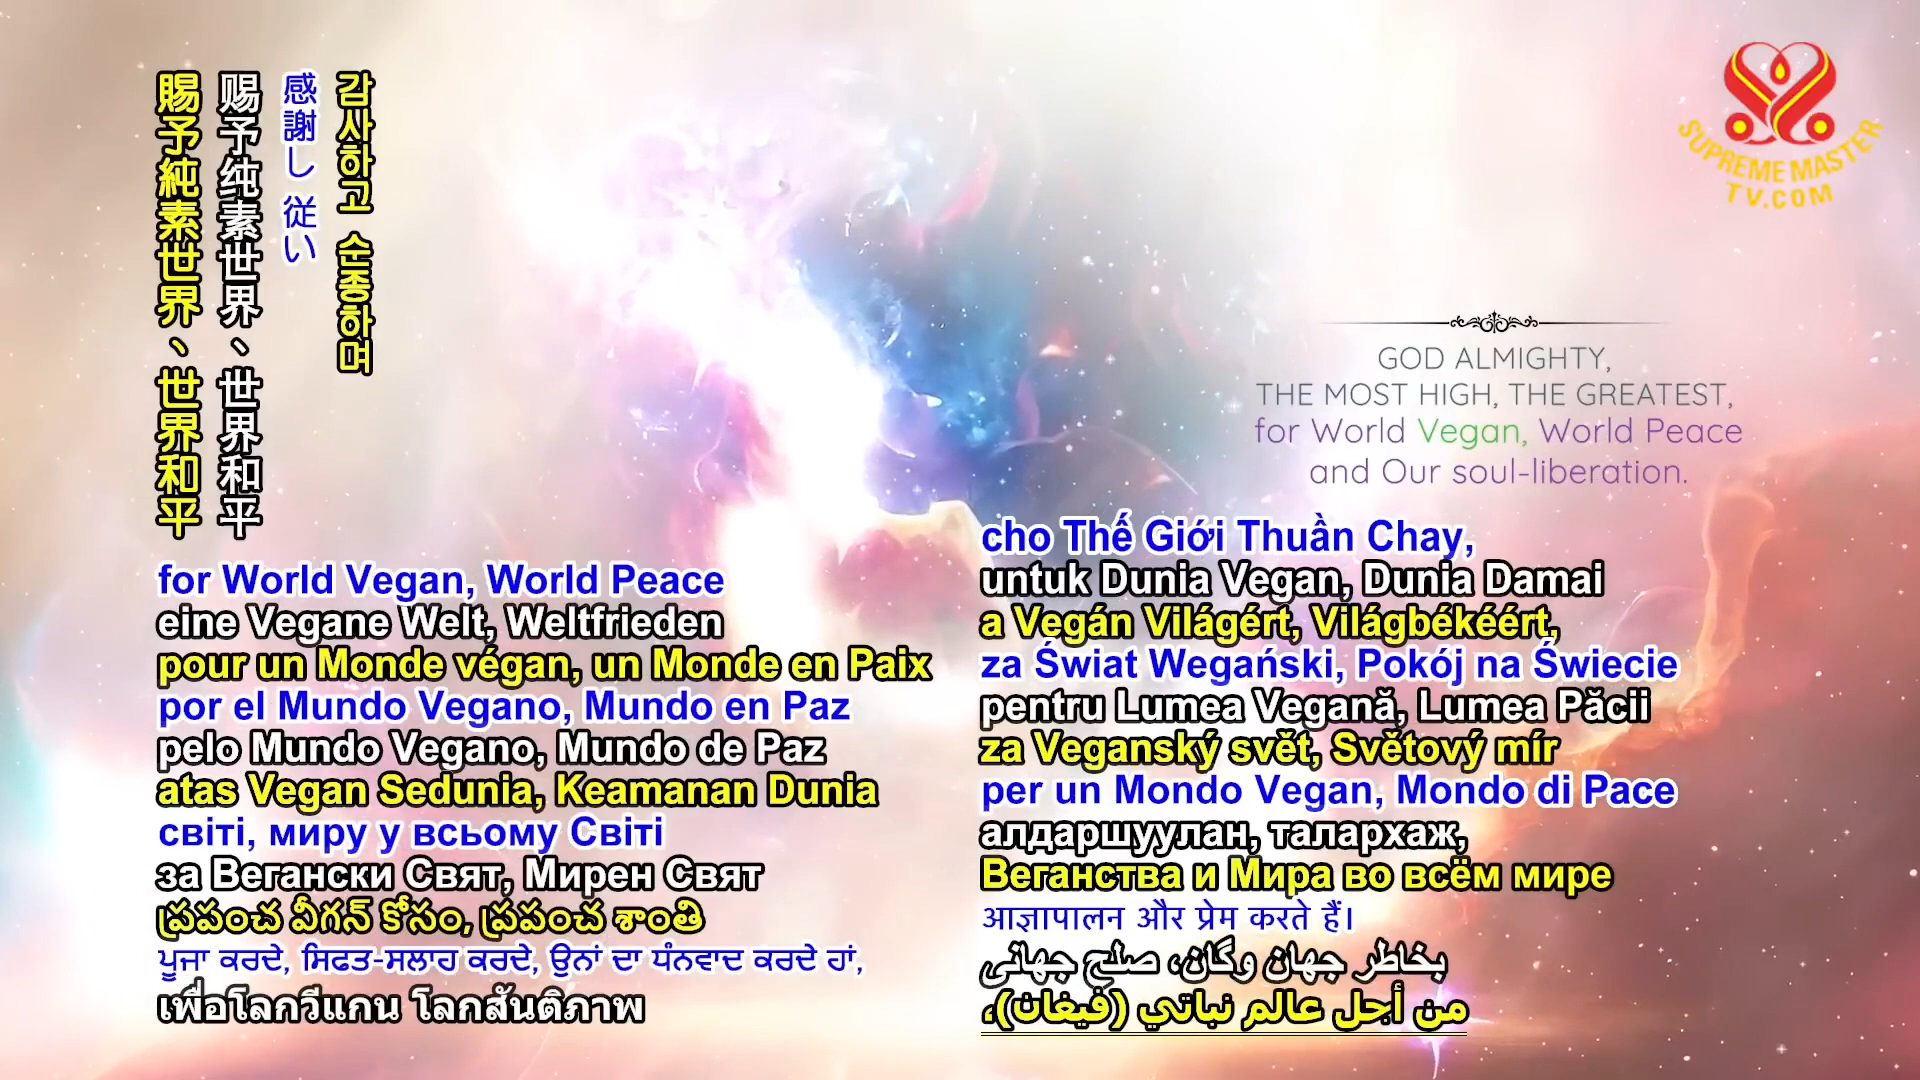 賜予純素世界、世界和平
赐予纯素世界、世界和平
感謝し 従い
감사하고 순종하며
SUPREME MASTER
TV.COM
GOD ALMIGHTY,
THE MOST HIGH, THE GREATEST,
for World Vegan, World Peace
and Our soul-liberation.
for World Vegan, World Peace
eine Vegane Welt, Weltfrieden
pour un Monde végan, un Monde en Paix
por el Mundo Vegano, Mundo en Paz
pelo Mundo Vegano, Mundo de Paz
atas Vegan Sedunia, Keamanan Dunia
світі, миру у всьому Світі
за Вегански Свят, Мирен Свят
ప్రపంచ వీగన్ కోసం, ప్రపంచ శాంతి
ਪੂਜਾ ਕਰਦੇ, ਸਿਫਤ-ਸਲਾਹ ਕਰਦੇ, ਉਨਾਂ ਦਾ ਧੰਨਵਾਦ ਕਰਦੇ ਹਾਂ,
เพื่อโลกวีแกน โลกสันติภาพ
cho Thế Giới Thuần Chay,
untuk Dunia Vegan, Dunia Damai
a Vegán Világért, Világbékéért,
za Świat Wegański, Pokój na Świecie
pentru Lumea Vegană, Lumea Păcii
za Veganský svět, Světový mír
per un Mondo Vegan, Mondo di Pace
алдаршуулан, талархаж,
Веганства и Мира во всём мире
आज्ञापालन और प्रेम करते हैं।
بخاطر جهان وگان، صلح جهانی
من أجل عالم نباتي (فيغان)،